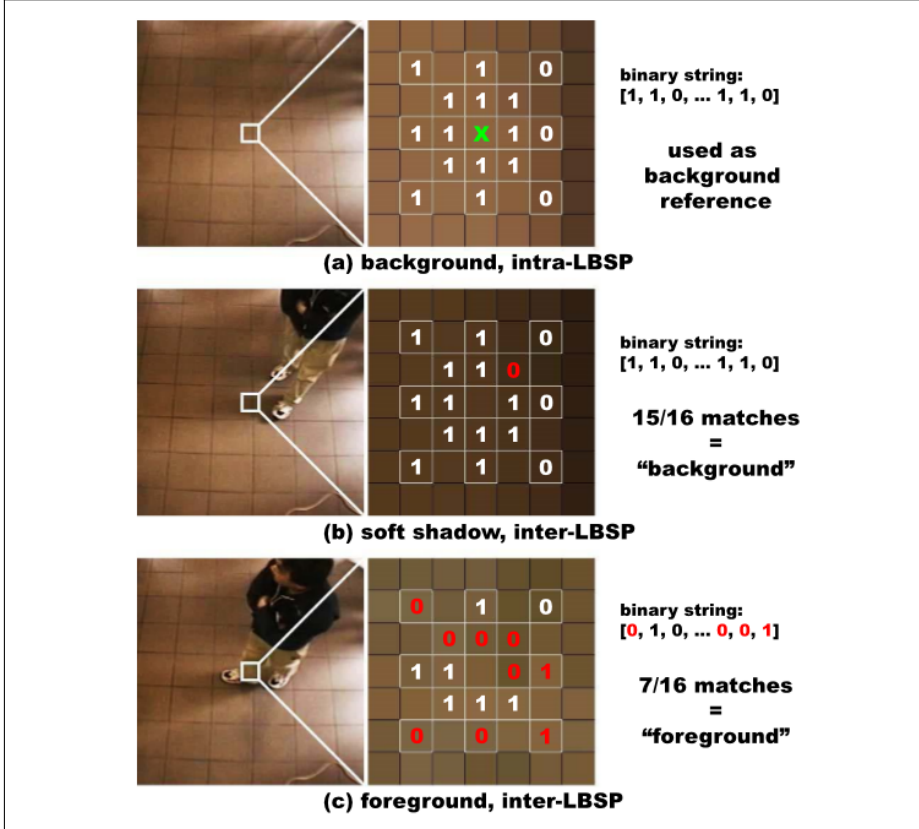 1 1 0
1 1 1
1 1 X 1 0
1 1 1
1 1 0
binary string:
[1, 1, 0, ... 1, 1, 0]
used as
background
reference
(a) background, intra-LBSP
1 1 0
1 1 0
1 1 1 0
1 1 1
1 1 0
binary string:
[1, 1, 0, ... 1, 1, 0]
15/16 matches
=
“background”
(b) soft shadow, inter-LBSP
0 1 0
0 0 0
1 1 0 1
1 1 1
0 0 1
binary string:
[0, 1, 0, ... 0, 0, 1]
7/16 matches
=
“foreground”
(c) foreground, inter-LBSP